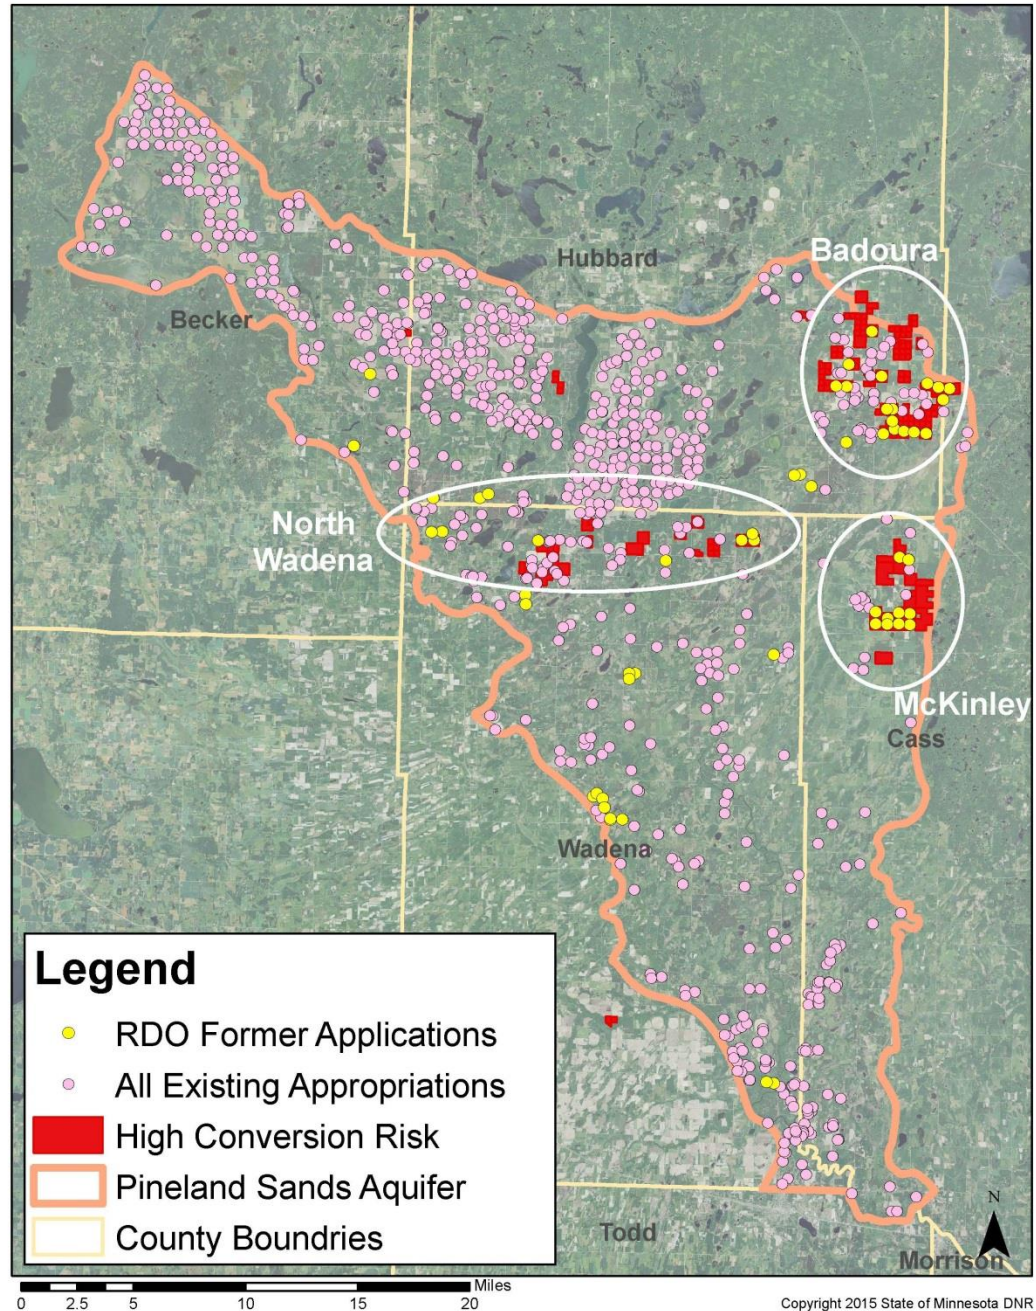 Hubbard
Badoura
Becker
North
Wadena
McKinley
Cass
Wadena
Legend
RDO Former Applications
All Existing Appropriations
High Conversion Risk
Pineland Sands Aquifer
County Boundries
Todd
N
Morrison
Miles
0 2.5 5 10 15 20
Copyright 2015 State of Minnesota DNR